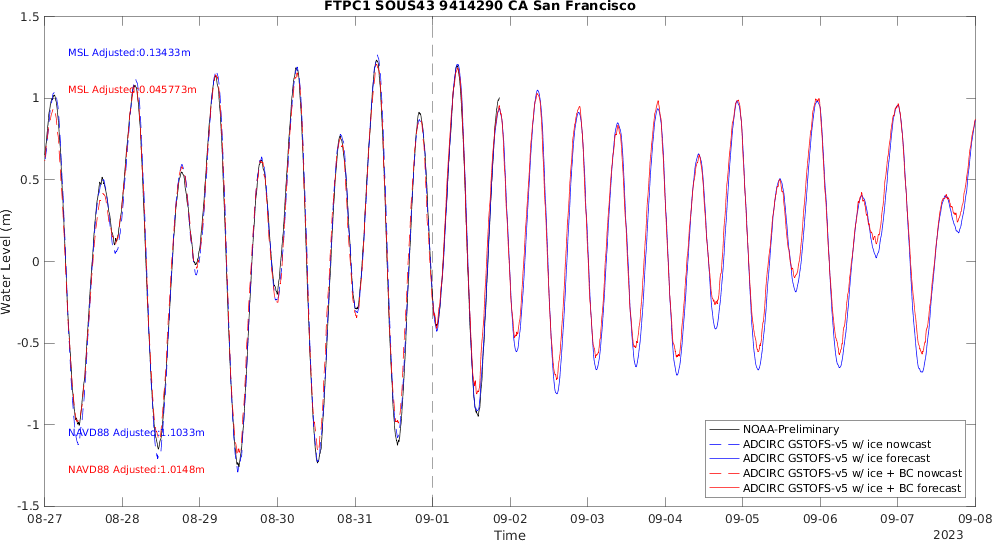 FTPC1 SOUS43 9414290 CA San Francisco
1.5
1
0.5
0
-0.5
-1
-1.5
Water Level (m)
MSL Adjusted:0.13433m
MSL Adjusted:0.045773m
NAVD88 Adjusted:1.1033m
NAVD88 Adjusted:1.0148m
NOAA-Preliminary
ADCIRC GSTOFS-v5 w/ ice nowcast
ADCIRC GSTOFS-v5 w/ ice forecast
ADCIRC GSTOFS-v5 w/ ice + BC nowcast
ADCIRC GSTOFS-v5 w/ ice + BC forecast
08-27 08-28 08-29 08-30 08-31 09-01 09-02 09-03 09-04 09-05 09-06 09-07 09-08
Time
2023